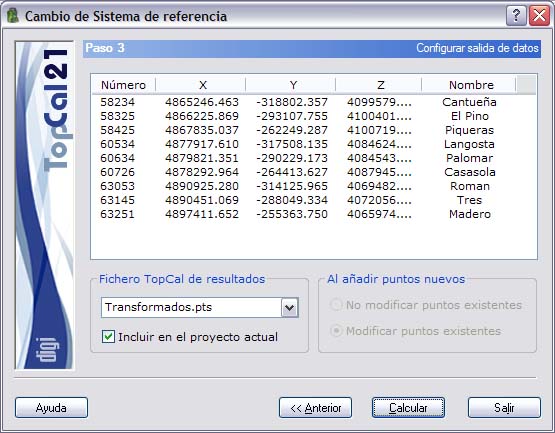 Cambio de Sistema de referencia
TopCal 21
digi
Paso 3 Configurar salida de datos
Número X Y Z Nombre
58234 4865246.463 -318802.357 4099579.... Cantueña
58325 4866225.869 -293107.755 4100401.... El Pino
58425 4867835.037 -262249.287 4100719.... Piqueras
60534 4877917.610 -317508.135 4084624.... Langosta
60634 4879821.351 -290229.173 4084543.... Palomar
60726 4878292.964 -264413.627 4087945.... Casasola
63053 4890925.280 -314125.965 4069482.... Roman
63145 4890451.069 -288049.334 4072056.... Tres
63251 4897411.652 -255363.750 4065974.... Madero
Fichero TopCal de resultados
Transformados.pts
Incluir en el proyecto actual
Al añadir puntos nuevos
No modificar puntos existentes
Modificar puntos existentes
Ayuda << Anterior Calcular Salir